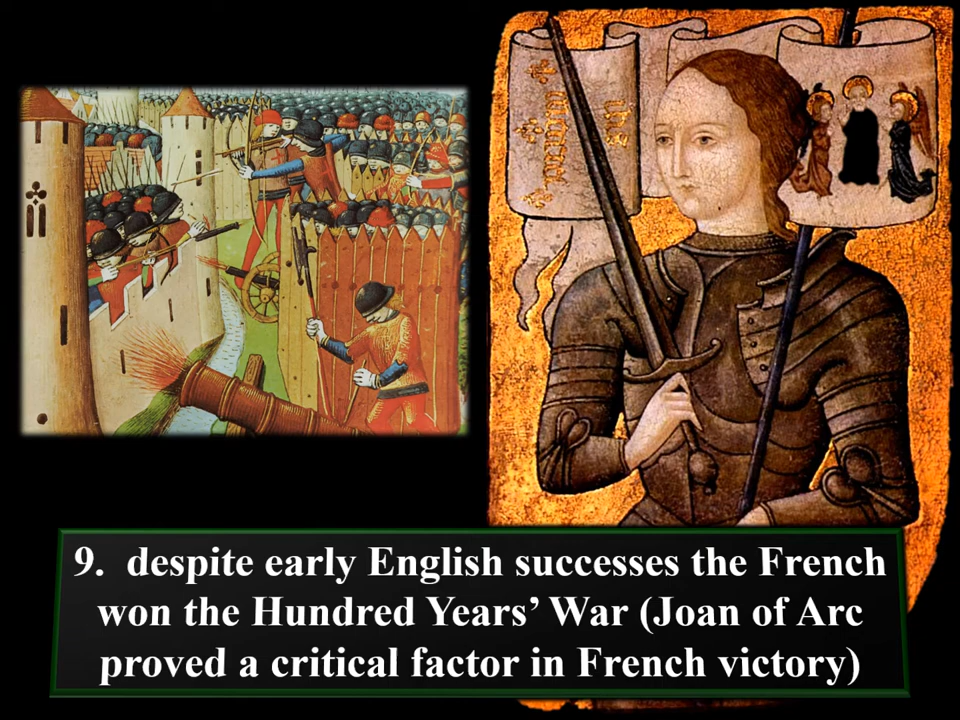 9. despite early English successes the French
won the Hundred Years’ War (Joan of Arc
proved a critical factor in French victory)